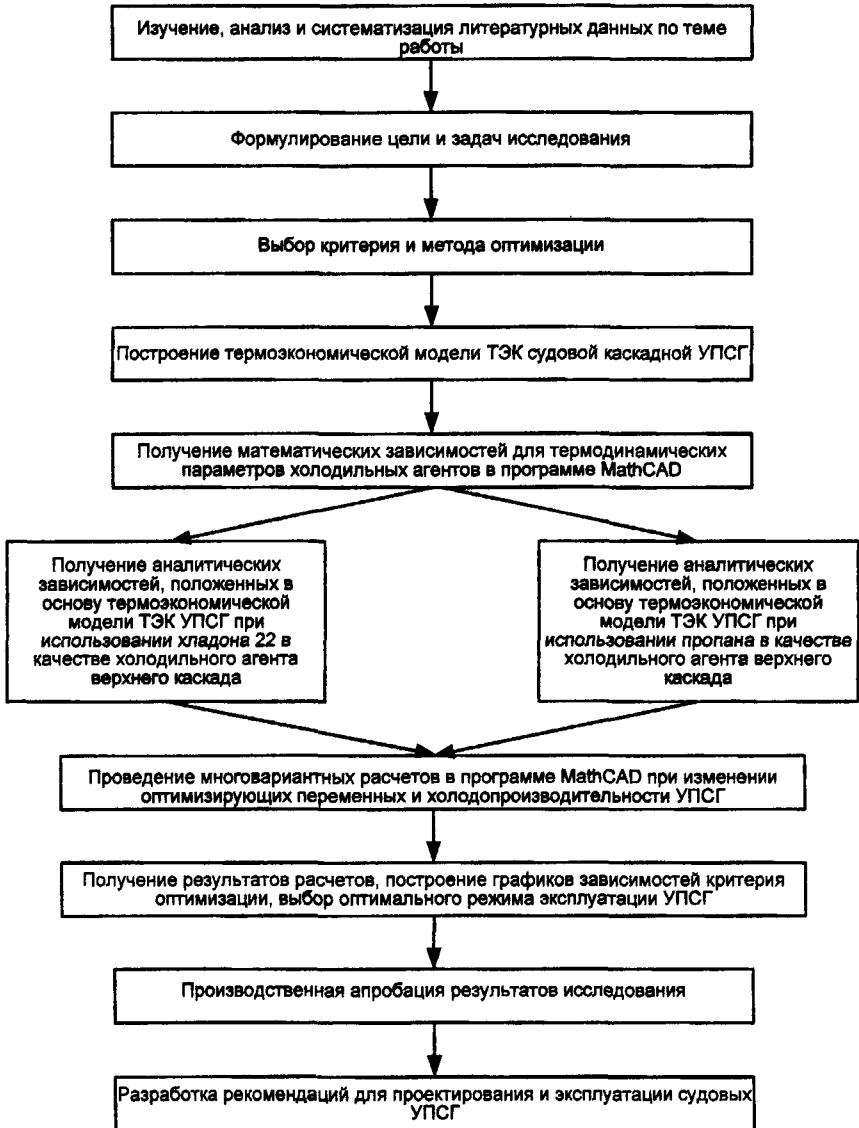 Изучение, анализ и систематизация литературных данных по теме
работы
Формулирование цели и задач исследования
Выбор критерия и метода оптимизации
Построение термоэкономической модели ТЭК судовой каскадной УПСГ
Получение математических зависимостей для термодинамических
параметров холодильных агентов в программе MathCAD
Получение аналитических
зависимостей, положенных в
основу термоэкономической
модели ТЭК УПСГ при
использовании хладона 22 в
качестве холодильного агента
верхнего каскада
Получение аналитических
зависимостей, положенных в
основу термоэкономической
модели ТЭК УПСГ при
использовании пропана в качестве
холодильного агента верхнего
каскада
Проведение многовариантных расчетов в программе MathCAD при изменении
оптимизирующих переменных и холодопроизводительности УПСГ
Получение результатов расчетов, построение графиков зависимостей критерия
оптимизации, выбор оптимального режима эксплуатации УПСГ
Производственная апробация результатов исследования
Разработка рекомендаций для проектирования и эксплуатации судовых
УПСГ